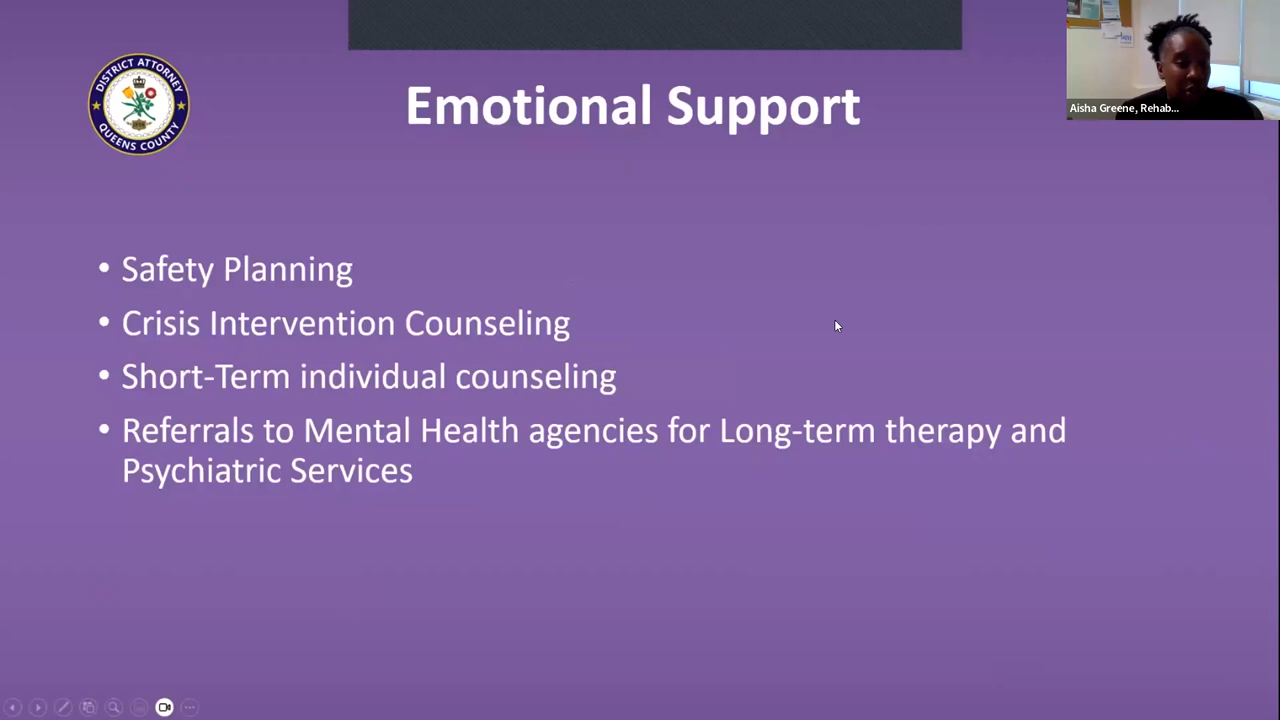 DISTRICT ATTORNEY
QUEENS COUNTY
Emotional Support
Aisha Greene, Rehab...
• Safety Planning
• Crisis Intervention Counseling
• Short-Term individual counseling
• Referrals to Mental Health agencies for Long-term therapy and
Psychiatric Services